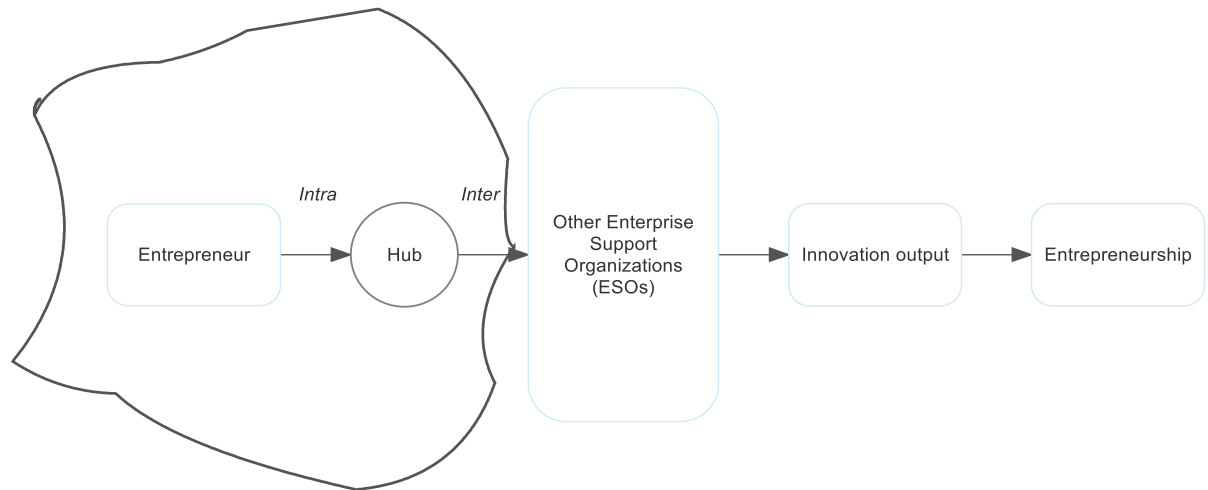 Intra
Inter
Entrepreneur
Hub
Other Enterprise
Support
Organizations
(ESOs)
Innovation output
Entrepreneurship